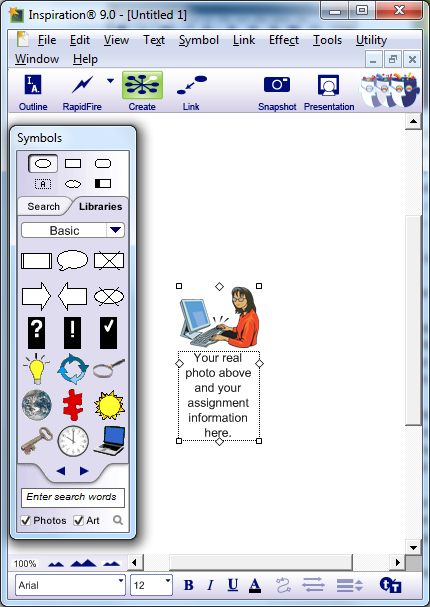 Inspiration® 9.0 - [Untitled 1]
File Edit View Text Symbol Link Effect Tools Utility
Window Help
Outline RapidFire Create Link Snapshot Presentation
Symbols
A
Search Libraries
Basic
? !
Your real
photo above
and your
assignment
information
here.
Enter search words
Photos Art
100%
Arial 12 B I U A